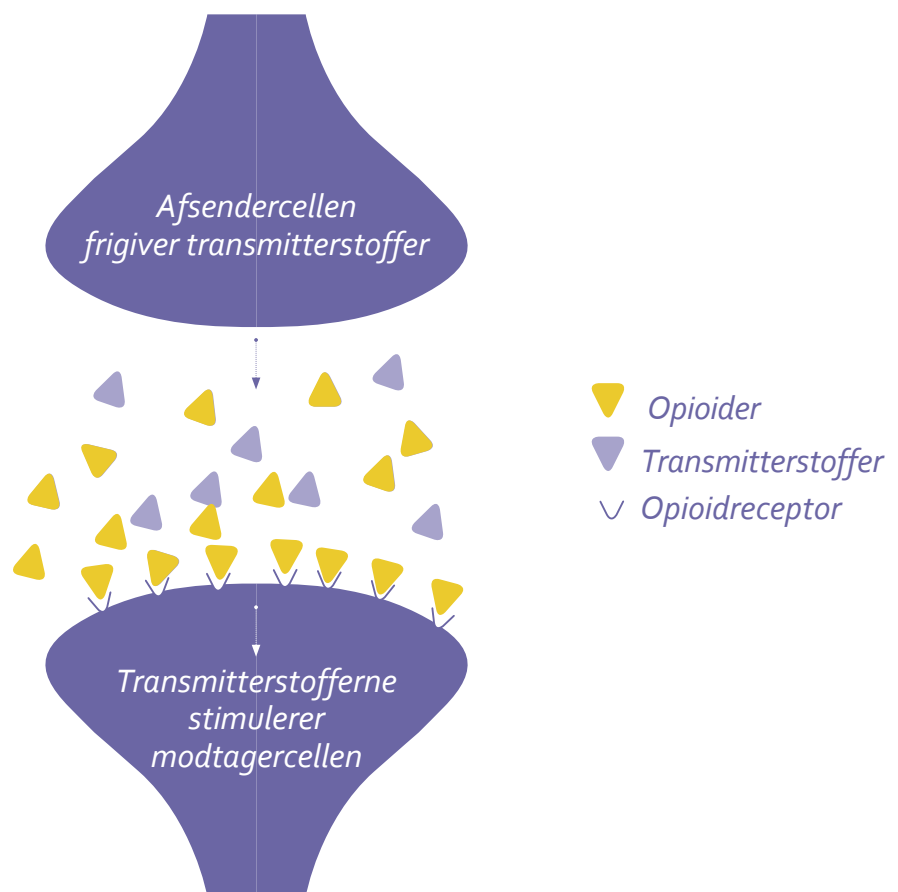 Afsendercellen
frigiver transmitterstoffer
Opioider
Transmitterstoffer
Opioidreceptor
Transmitterstofferne
stimulerer
modtagercellen